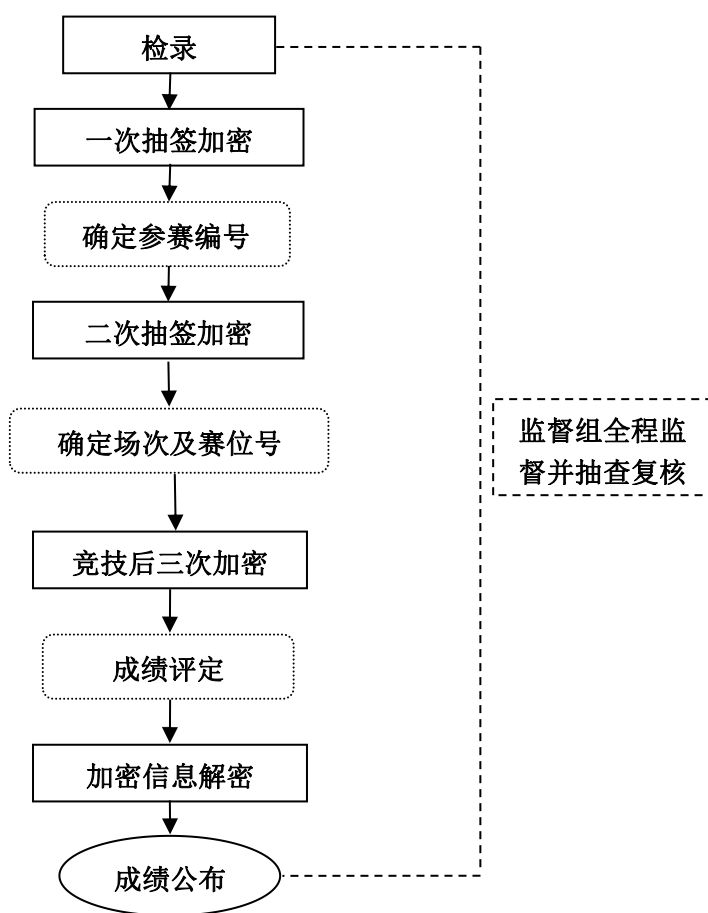 检录
一次抽签加密
确定参赛编号
二次抽签加密
确定场次及赛位号
监督组全程监
督并抽查复核
竞技后三次加密
成绩评定
加密信息解密
成绩公布